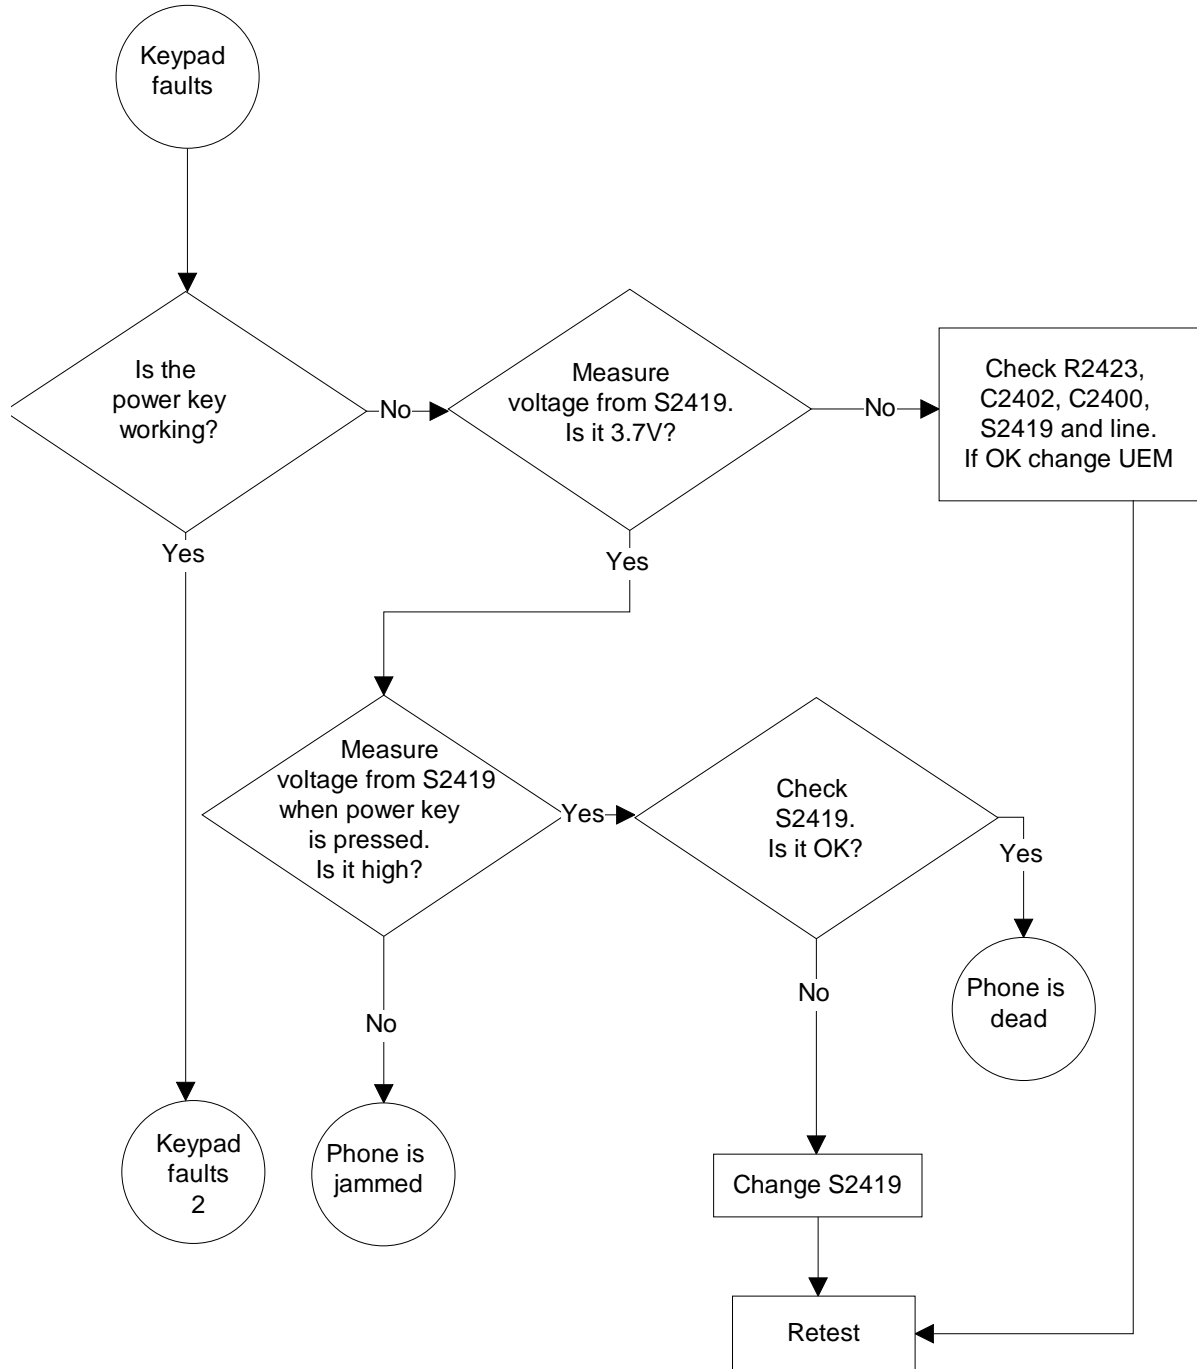 Keypad
faults
Is the
power key
working?
No
Measure
voltage from S2419.
Is it 3.7V?
No
Check R2423,
C2402, C2400,
S2419 and line.
If OK change UEM
Yes
Yes
Measure
voltage from S2419
when power key
is pressed.
Is it high?
Yes
Check
S2419.
Is it OK?
Yes
No
No
Phone is
dead
Keypad
faults
2
Phone is
jammed
Change S2419
Retest